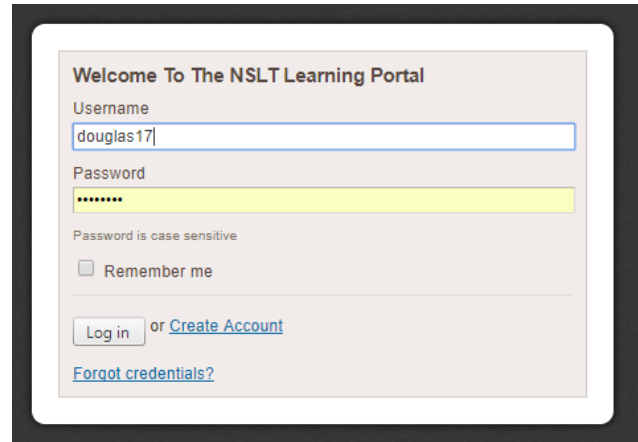 Welcome To The NSLT Learning Portal
Username
douglas17
Password
••••••••
Password is case sensitive
Remember me
Log in or Create Account
Forgot credentials?